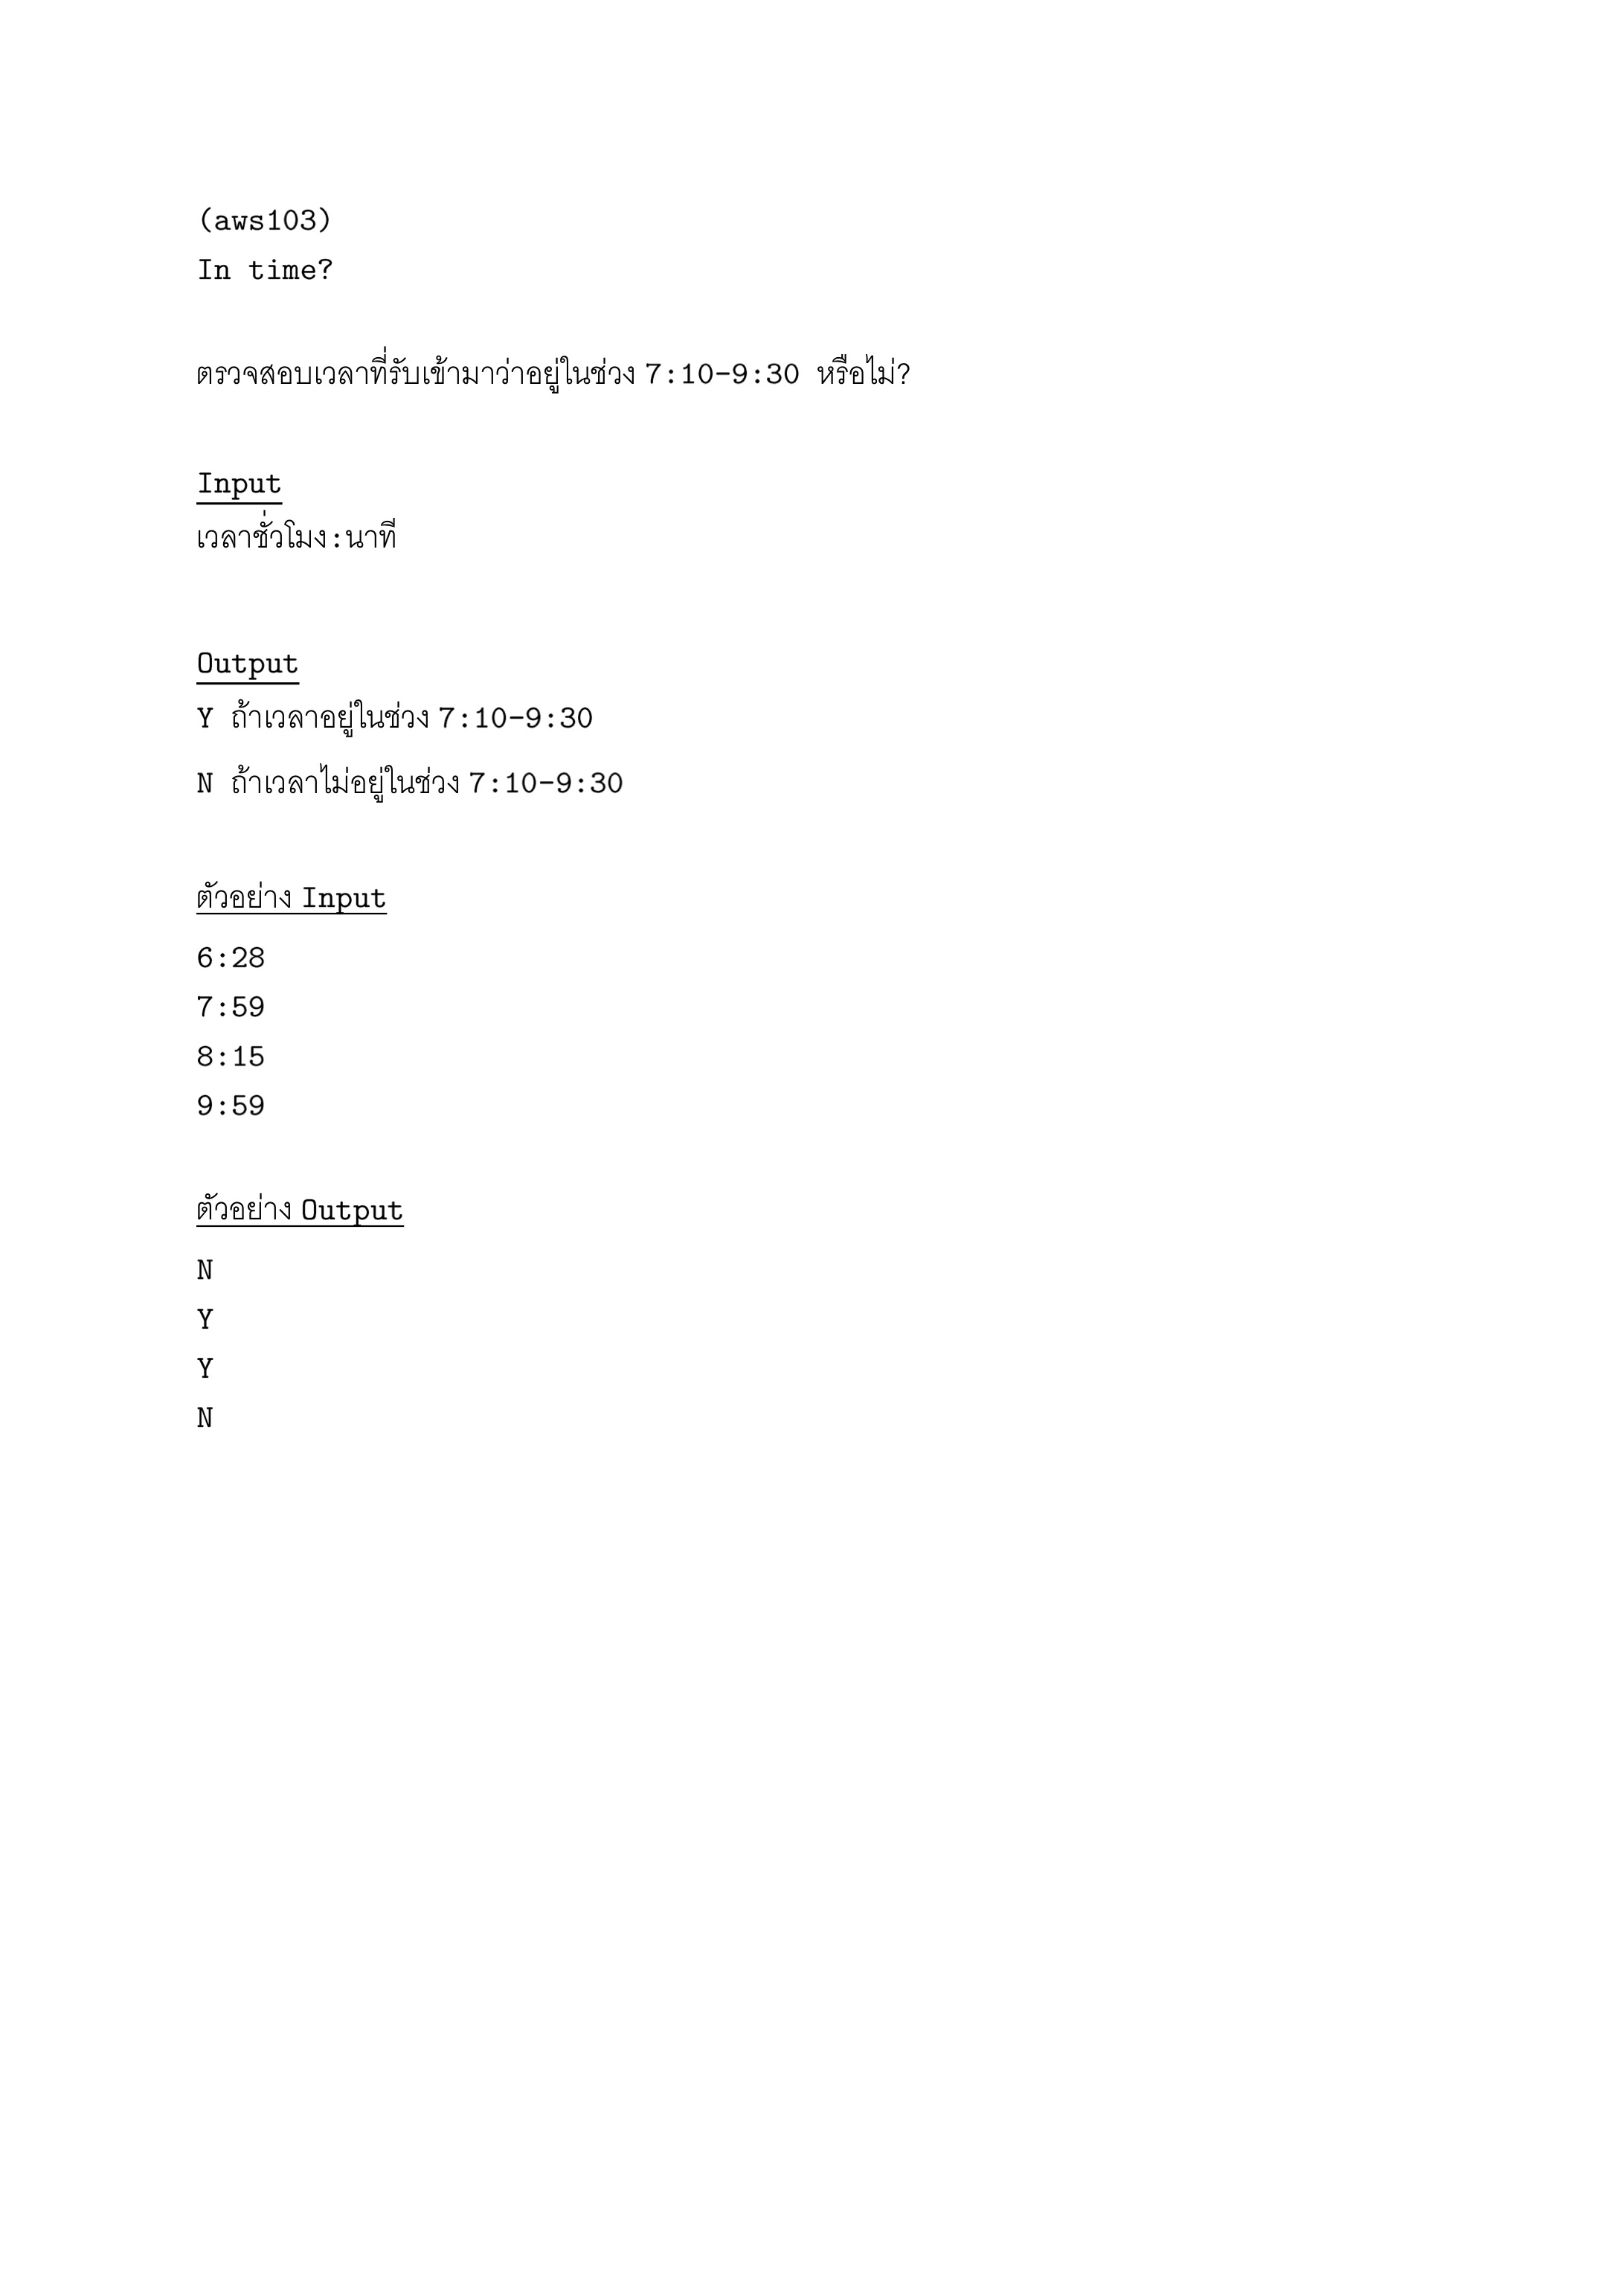 (aws103)
In time?
ตรวจสอบเวลาที่รับเข้ามาว่าอยู่ในช่วง 7:10-9:30 หรือไม่?
Input
เวลาชั่วโมง:นาที
Output
Y ถ้าเวลาอยู่ในช่วง 7:10-9:30
N ถ้าเวลาไม่อยู่ในช่วง 7:10-9:30
ตัวอย่าง Input
6:28
7:59
8:15
9:59
ตัวอย่าง Output
N
Y
Y
N